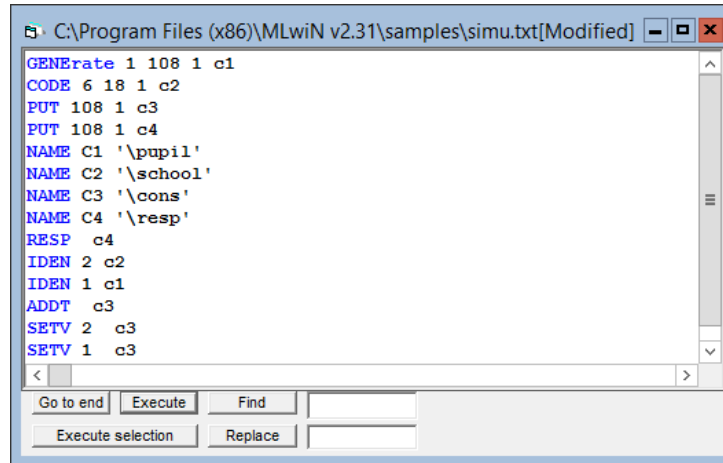 C:\Program Files (x86)\MLwiN v2.31\samples\simu.txt[Modified]
GENErate 1 108 1 c1
CODE 6 18 1 c2
PUT 108 1 c3
PUT 108 1 c4
NAME C1 '\pupil'
NAME C2 '\school'
NAME C3 '\cons'
NAME C4 '\resp'
RESP  c4
IDEN 2 c2
IDEN 1 c1
ADDT  c3
SETV 2  c3
SETV 1  c3
Go to end Execute Find
Execute selection Replace